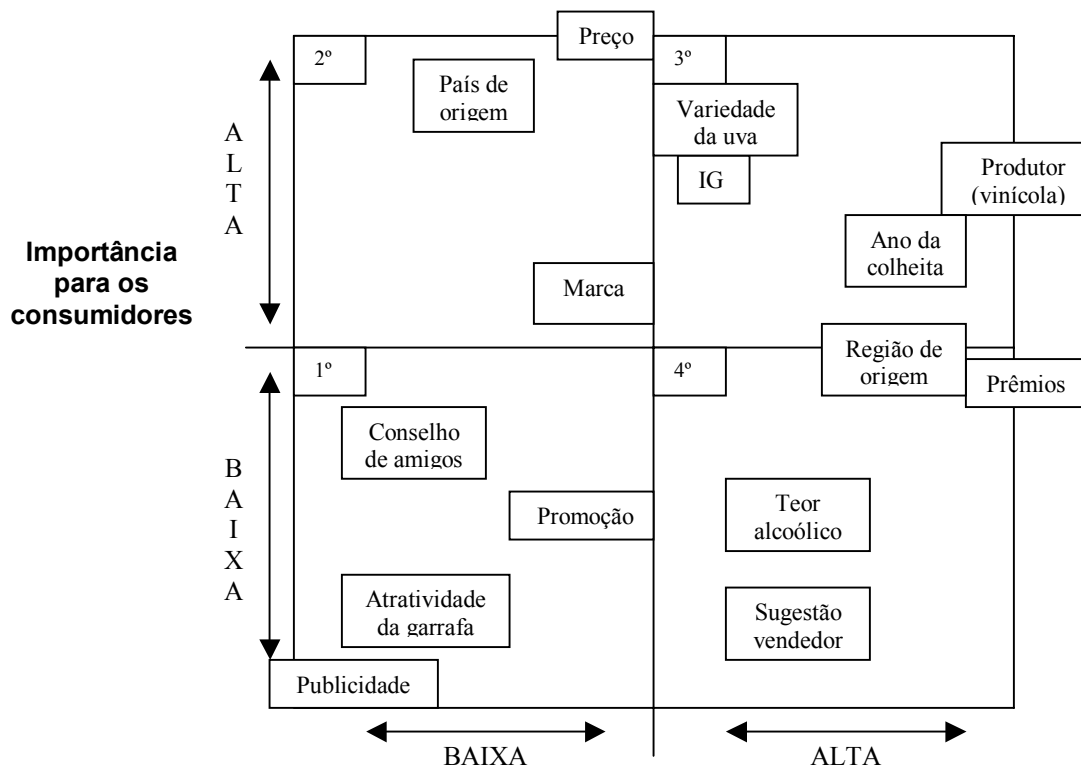 Preço
2º
3º
País de
origem
Variedade
da uva
IG
Produtor
(vinícola)
Ano da
colheita
Marca
ALTA
Importância
para os
consumidores
1º
4º
Região de
origem
Prêmios
Conselho
de amigos
Promoção
Teor
alcoólico
BAIXA
Atratividade
da garrafa
Sugestão
vendedor
Publicidade
BAIXA
ALTA